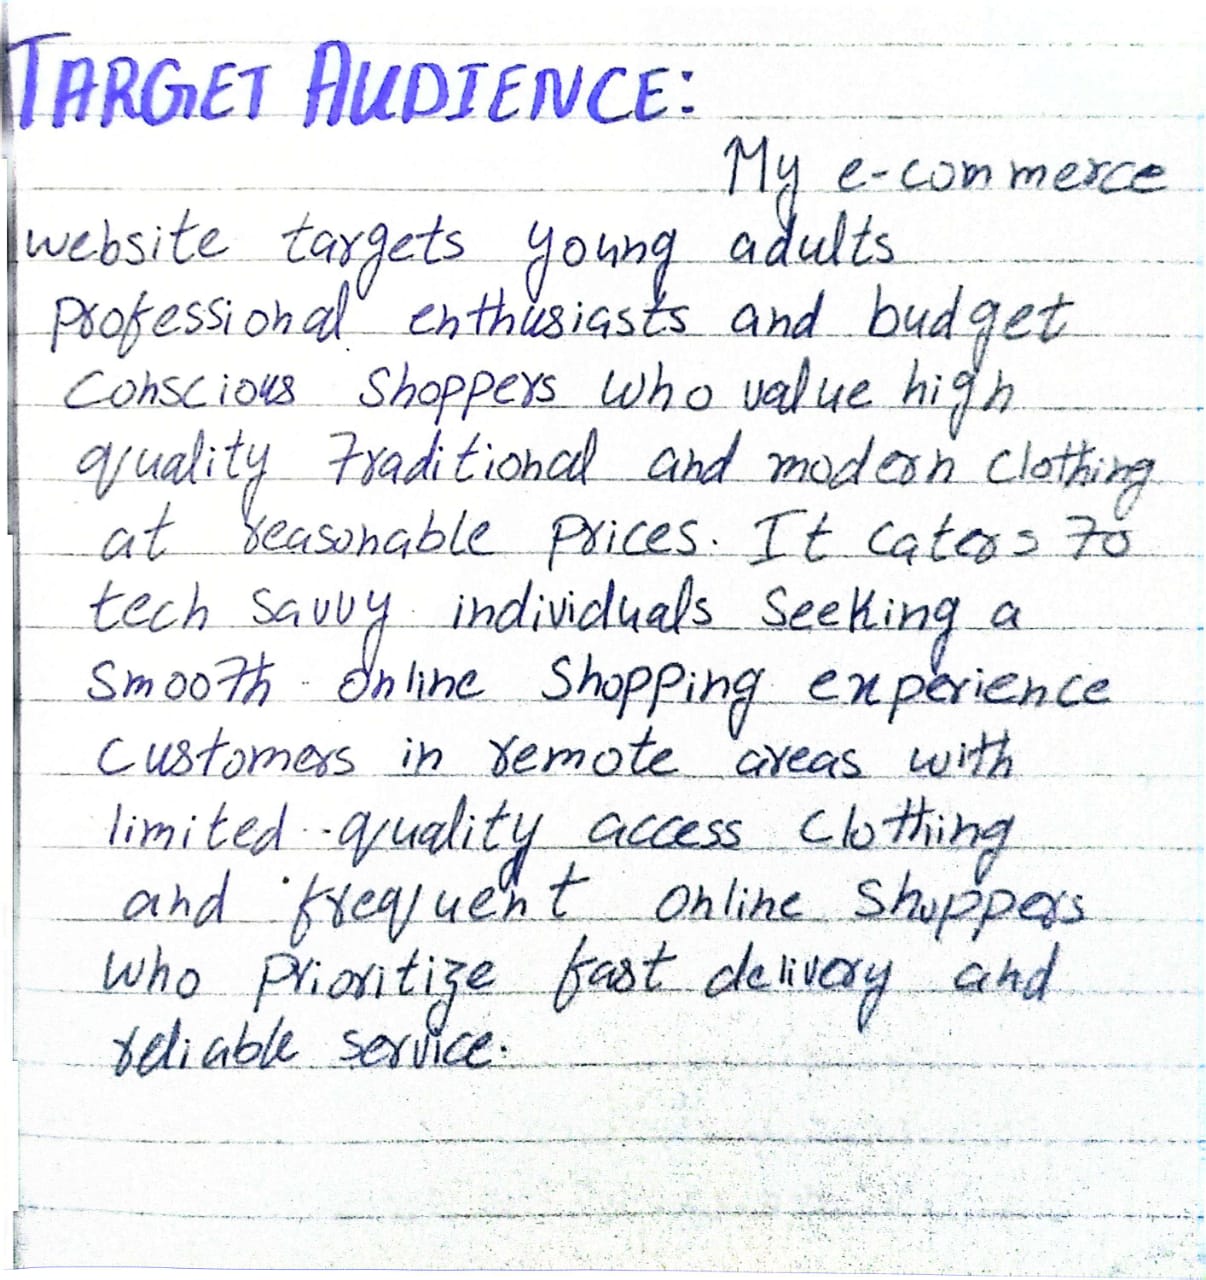 TARGET AUDIENCE:
My e-commerce
website targets young adults
professional enthusiasts and budget
conscious shoppers who value high
quality traditional and modern clothing
at reasonable prices. It caters to
tech savvy individuals seeking a
smooth online shopping experience
customers in remote areas with
limited quality access clothing
and frequent online shoppers
who prioritize fast delivery and
reliable service.